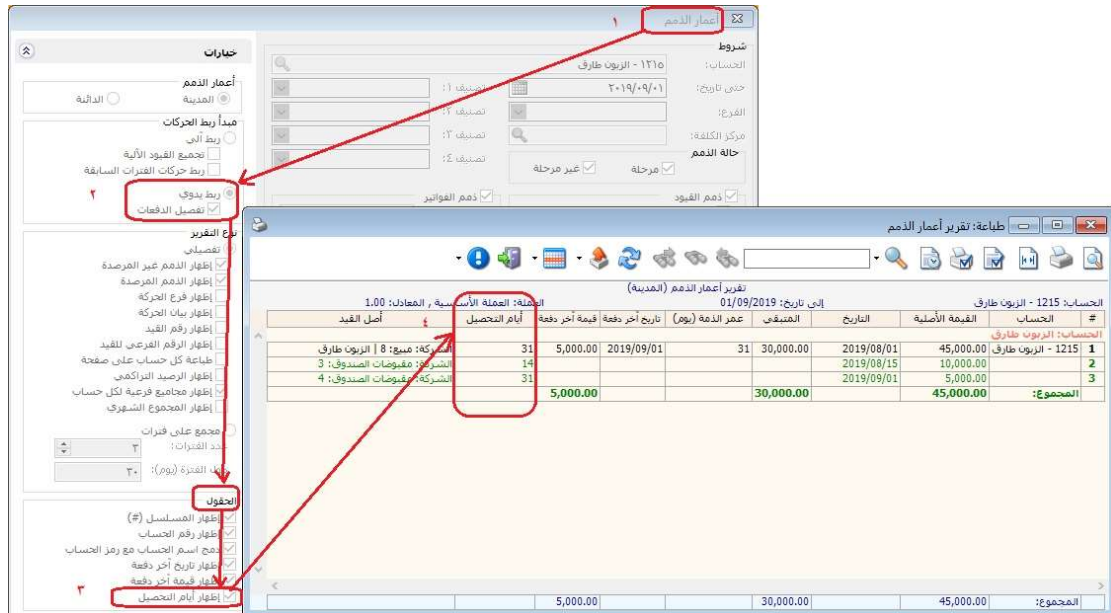 أعمار الذمم
١
شروط
الحساب: ١٢١٥ - الزبون طارق
حتى تاريخ: ٢٠١٩/٠٩/٠١ تصنيف ١:
الفرع: تصنيف ٢:
مركز الكلفة: تصنيف ٣:
حالة الذمم تصنيف ٤:
مرحلة غير مرحلة
ذمم القيود ذمم الفواتير
خيارات
أعمار الذمم
المدينة الدائنة
مبدأ ربط الحركات
ربط آلي
تجميع القيود الآلية
ربط حركات الفترات السابقة
ربط يدوي ٢
تفصيل الدفعات
نوع التقرير
تفصيلي
إظهار الذمم غير المرصدة
إظهار الذمم المرصدة
إظهار فرع الحركة
إظهار بيان الحركة
إظهار رقم القيد
إظهار الرقم الفرعي للقيد
طباعة كل حساب على صفحة
إظهار الرصيد التراكمي
إظهار مجاميع فرعية لكل حساب
إظهار المجموع الشهري
مجمع على فترات
عدد الفترات: ٣
طول الفترة (يوم): ٣٠
الحقول
إظهار المسلسل (#)
إظهار رقم الحساب
دمج اسم الحساب مع رمز الحساب
إظهار تاريخ آخر دفعة
إظهار قيمة آخر دفعة
إظهار أيام التحصيل ٣
طباعة: تقرير أعمار الذمم
تقرير أعمار الذمم (المدينة)
الحساب: 1215 - الزبون طارق إلى تاريخ: 01/09/2019 العملة: العملة الأساسية , المعادل: 1.00
# الحساب القيمة الأصلية التاريخ المتبقي عمر الذمة (يوم) تاريخ آخر دفعة قيمة آخر دفعة أيام التحصيل ٤ أصل القيد
الحساب: الزبون طارق
1 1215 - الزبون طارق 45,000.00 2019/08/01 30,000.00 31 2019/09/01 5,000.00 31 الشركة: مبيع: 8 | الزبون طارق
2 10,000.00 2019/08/15 14 الشركة: مقبوضات الصندوق: 3
3 5,000.00 2019/09/01 31 الشركة: مقبوضات الصندوق: 4
المجموع: 45,000.00 30,000.00 5,000.00
المجموع: 45,000.00 30,000.00 5,000.00